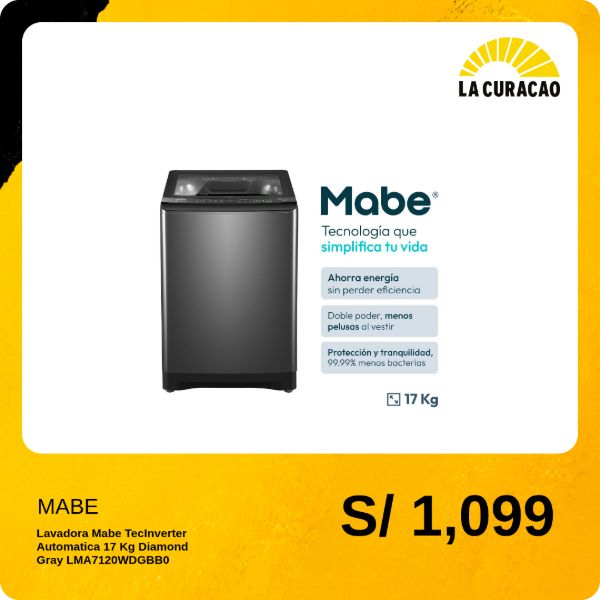 LA CURACAO
Mabe®
Tecnología que
simplifica tu vida
Ahorra energía
sin perder eficiencia
Doble poder, menos
pelusas al vestir
Protección y tranquilidad,
99.99% menos bacterias
17 Kg
MABE
S/ 1,099
Lavadora Mabe TecInverter
Automatica 17 Kg Diamond
Gray LMA7120WDGBB0